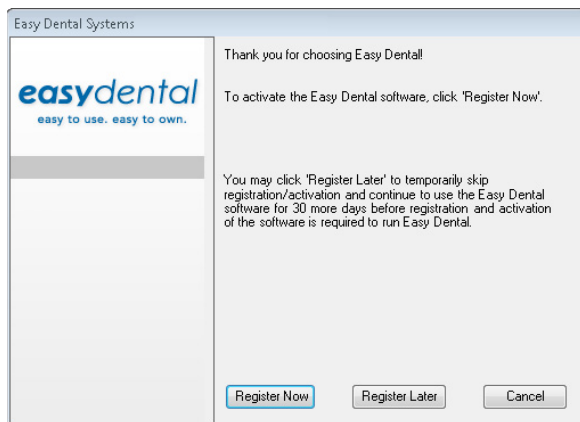 Easy Dental Systems
easydental
easy to use. easy to own.
Thank you for choosing Easy Dental!
To activate the Easy Dental software, click 'Register Now'.
You may click 'Register Later' to temporarily skip
registration/activation and continue to use the Easy Dental
software for 30 more days before registration and activation
of the software is required to run Easy Dental.
Register Now
Register Later
Cancel